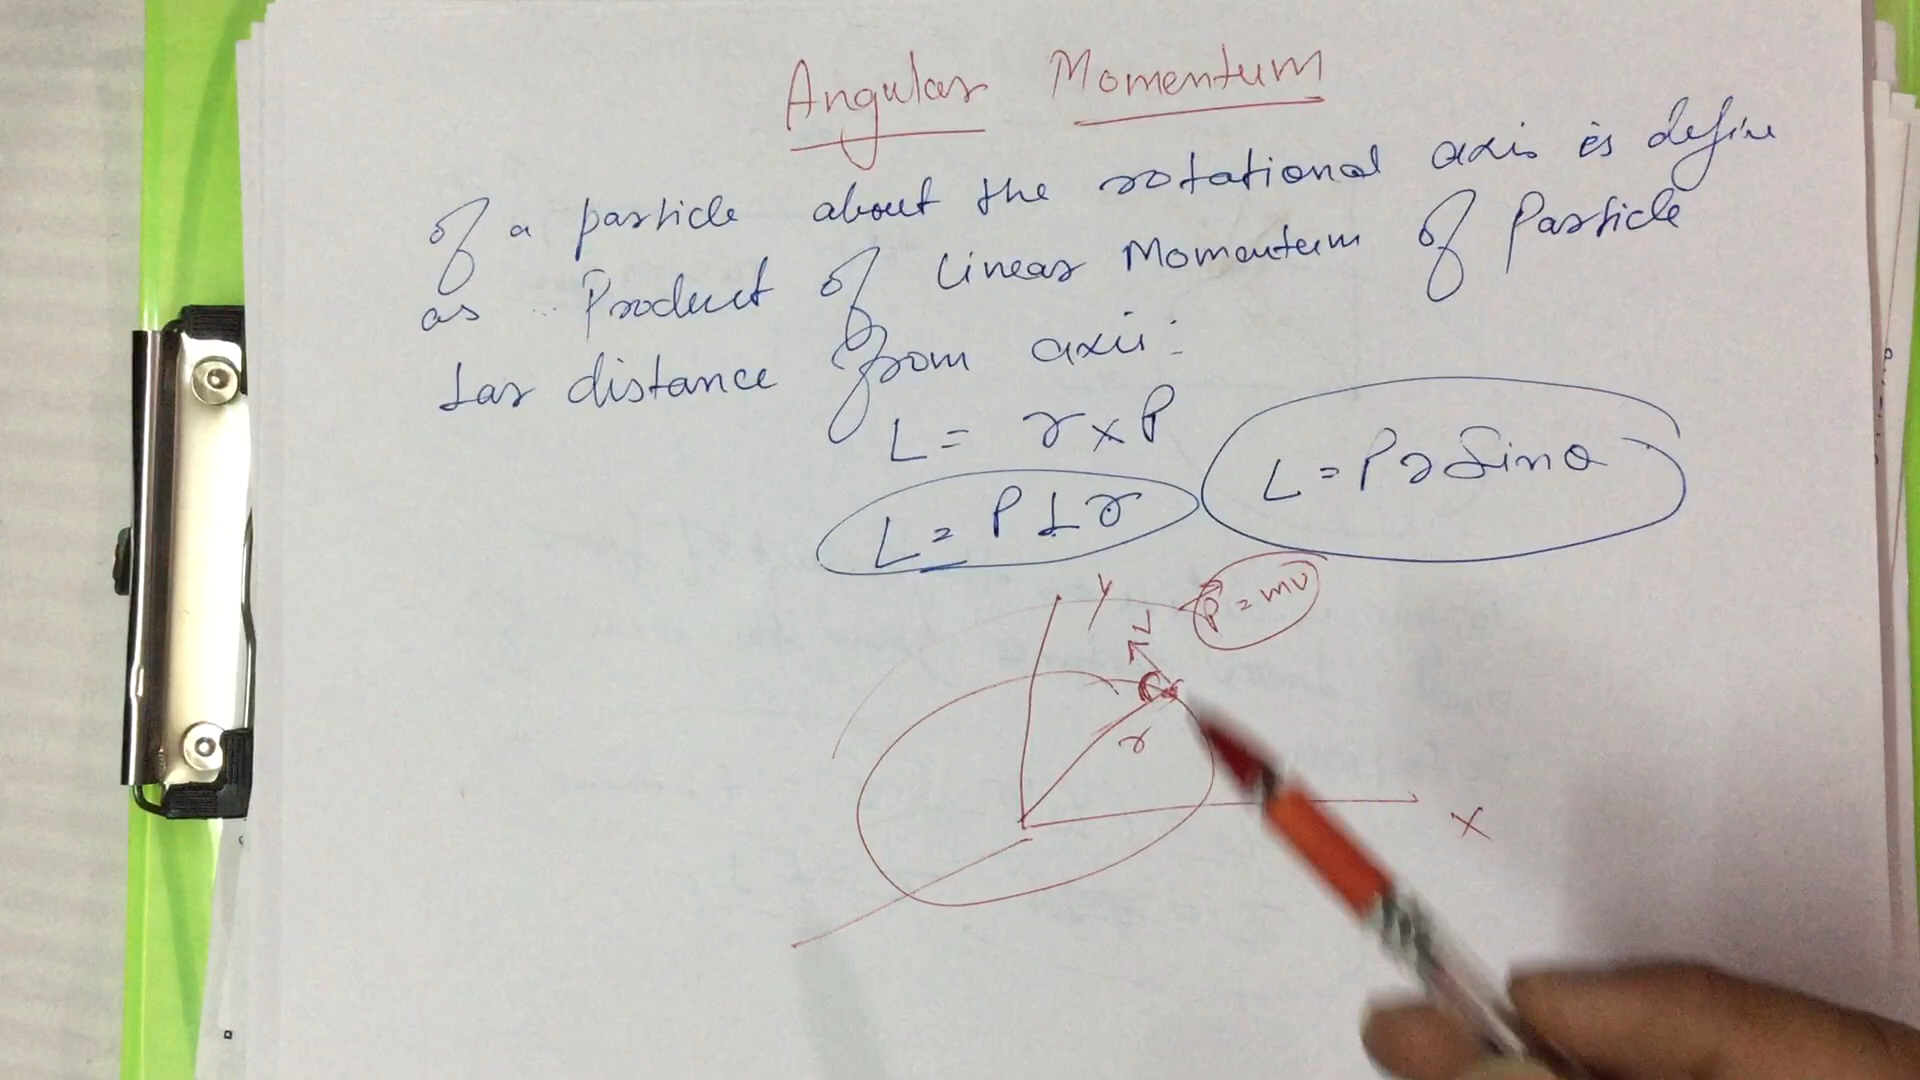 Angular Momentum
of a particle about the rotational axis is define
as Product of Linear Momentum of Particle
⊥ar distance from axis:
L = r × P
L = P ⊥ r
L = Pr Sinθ
Y
L
P = mv
r
X